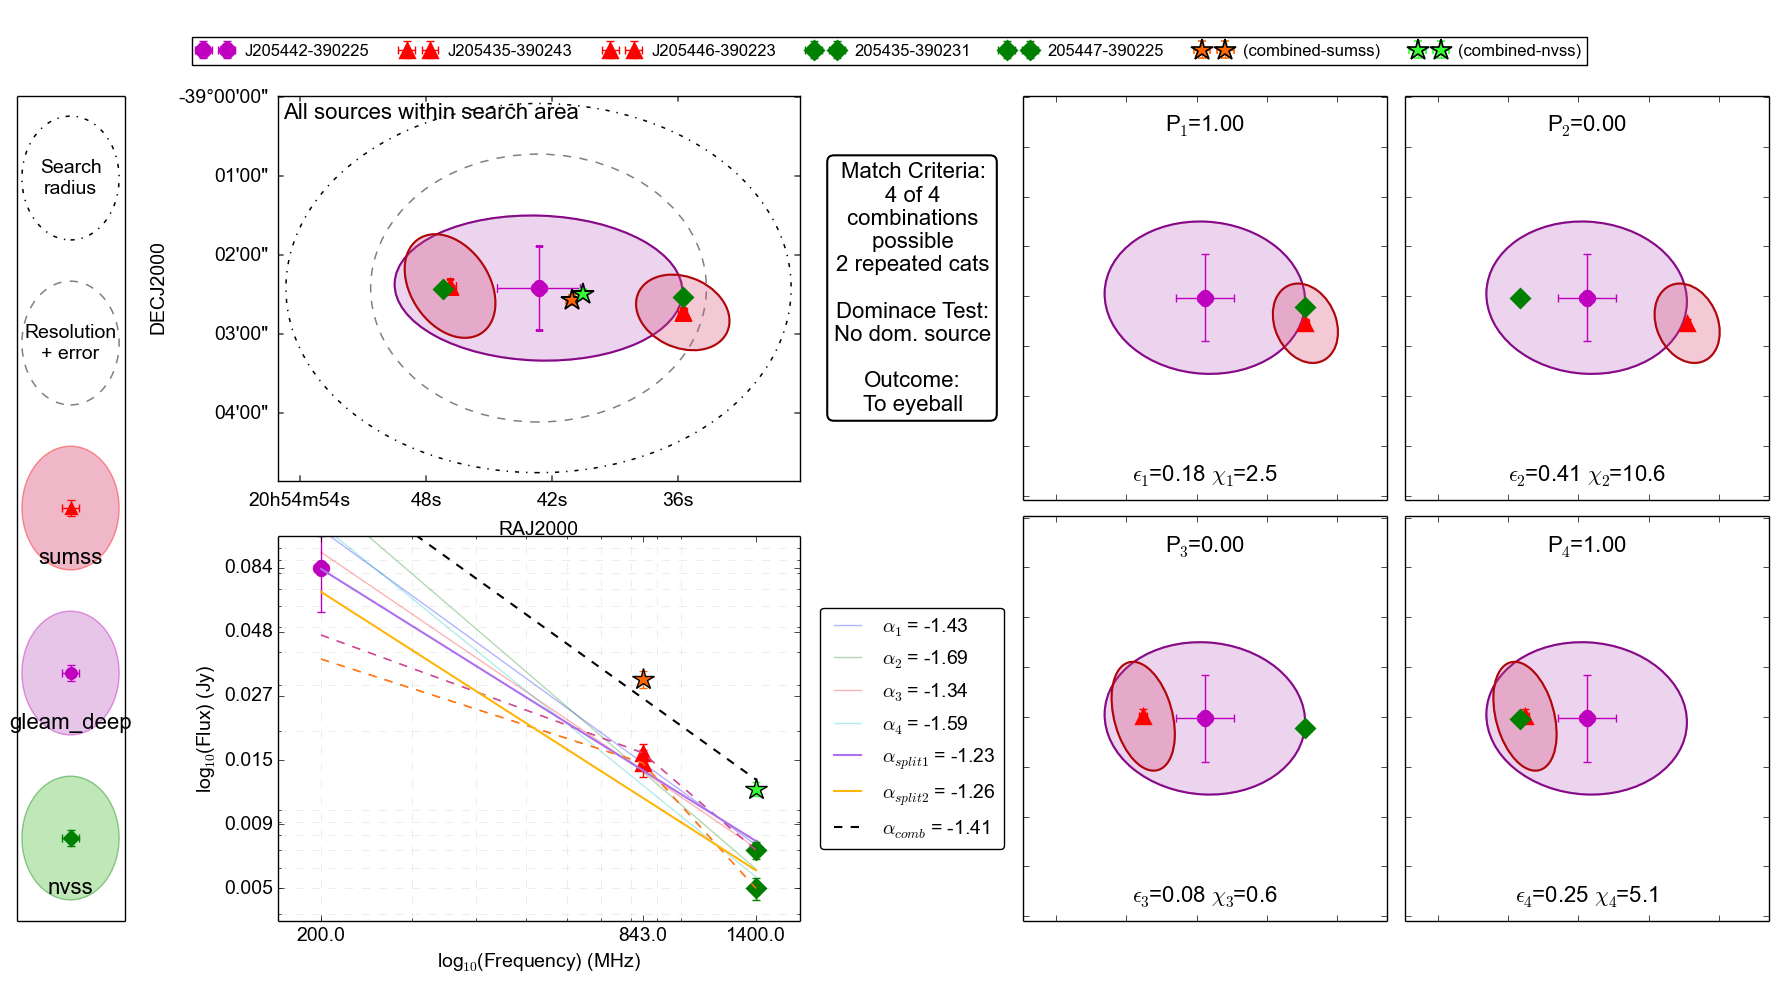 J205442-390225 J205435-390243 J205446-390223 205435-390231 205447-390225 (combined-sumss) (combined-nvss)
Search
radius
Resolution
+ error
sumss
gleam_deep
nvss
All sources within search area
-39°00'00"
01'00"
02'00"
03'00"
04'00"
DECJ2000
20h54m54s 48s 42s 36s
RAJ2000
Match Criteria:
4 of 4
combinations
possible
2 repeated cats
Dominace Test:
No dom. source
Outcome:
To eyeball
P1=1.00
ϵ1=0.18 χ1=2.5
P2=0.00
ϵ2=0.41 χ2=10.6
0.084
0.048
0.027
0.015
0.009
0.005
log10(Flux) (Jy)
200.0 843.0 1400.0
log10(Frequency) (MHz)
α1 = -1.43
α2 = -1.69
α3 = -1.34
α4 = -1.59
αsplit1 = -1.23
αsplit2 = -1.26
αcomb = -1.41
P3=0.00
ϵ3=0.08 χ3=0.6
P4=1.00
ϵ4=0.25 χ4=5.1